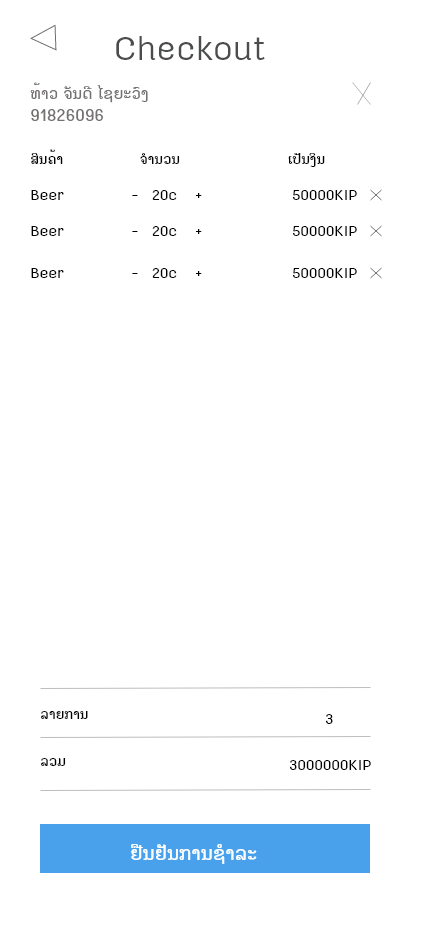 Checkout
ທ້າວ ຈັນດີ ໄຊຍະວົງ
91826096
ສິນຄ້າ ຈຳນວນ ເປັນເງິນ
Beer - 20c + 50000KIP
Beer - 20c + 50000KIP
Beer - 20c + 50000KIP
ລາຍການ 3
ລວມ 3000000KIP
ຢືນຢັນການຊຳລະ